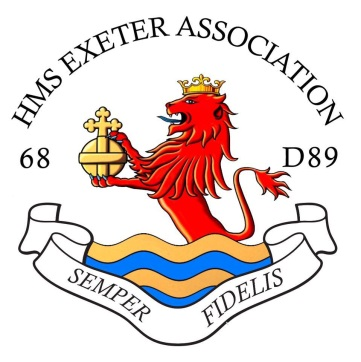 HMS EXETER ASSOCIATION
68 D89
SEMPER FIDELIS